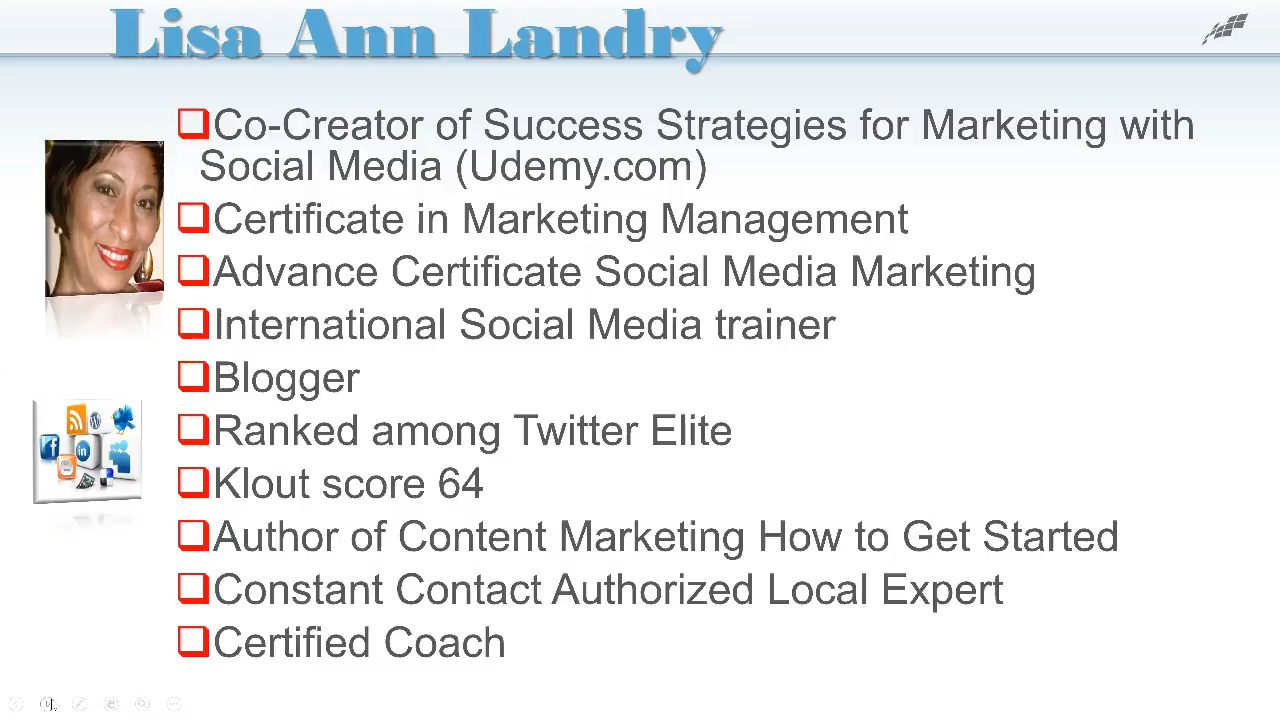 Lisa Ann Landry
Co-Creator of Success Strategies for Marketing with
Social Media (Udemy.com)
Certificate in Marketing Management
Advance Certificate Social Media Marketing
International Social Media trainer
Blogger
Ranked among Twitter Elite
Klout score 64
Author of Content Marketing How to Get Started
Constant Contact Authorized Local Expert
Certified Coach